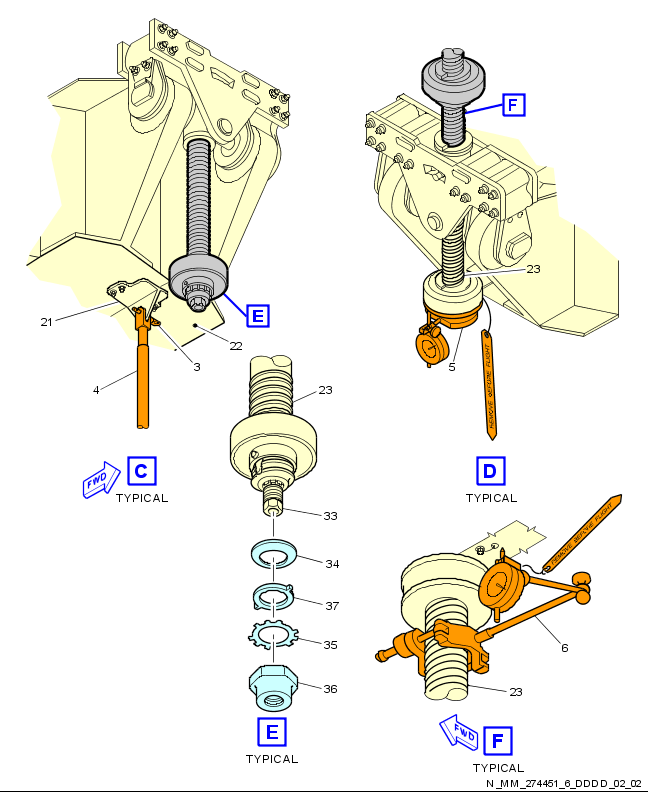 F
23
21
E
22
3
4
5
REMOVE BEFORE FLIGHT
23
FWD
C
TYPICAL
D
TYPICAL
33
REMOVE BEFORE FLIGHT
34
37
35
6
36
23
E
TYPICAL
FWD
F
TYPICAL
N_MM_274451_6_DDDD_02_02